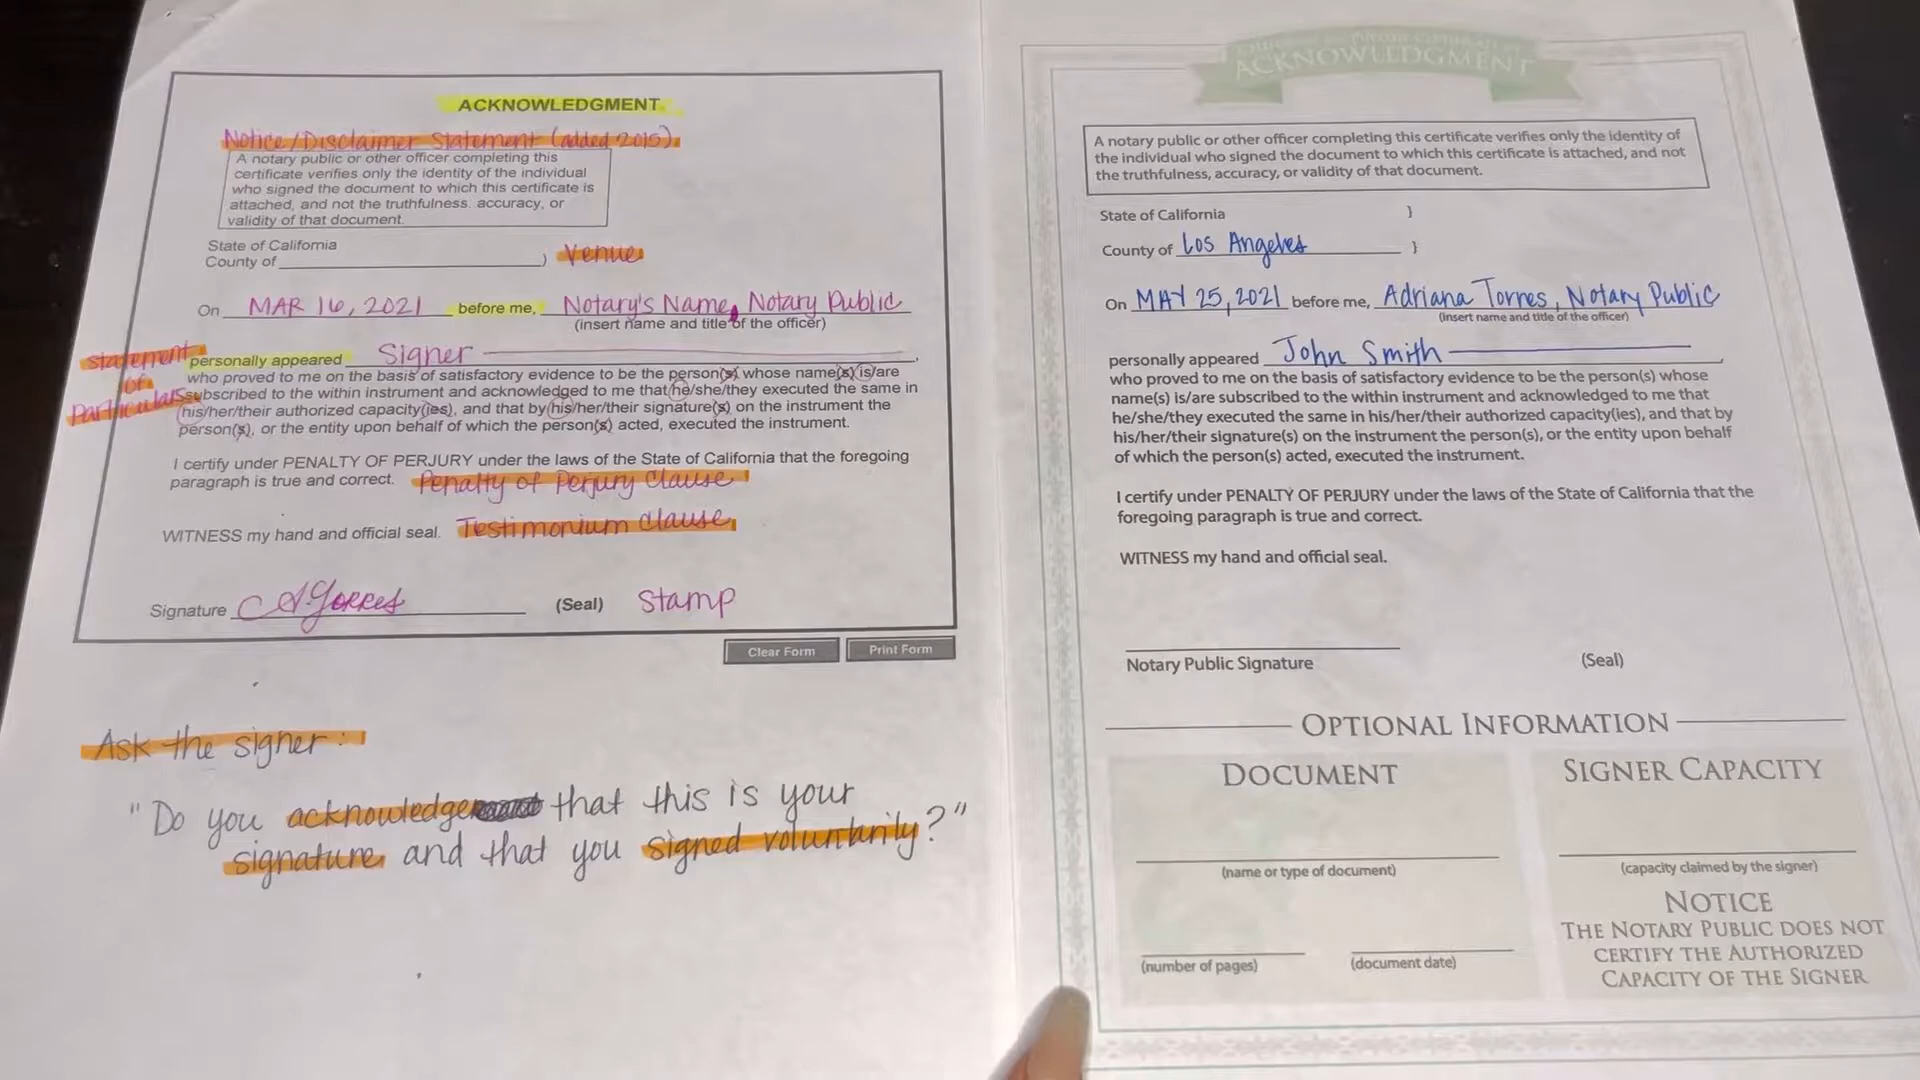 ACKNOWLEDGMENT
Notice/Disclaimer Statement (added 2015)
A notary public or other officer completing this
certificate verifies only the identity of the individual
who signed the document to which this certificate is
attached, and not the truthfulness, accuracy, or
validity of that document.
State of California
County of ) Venue
On MAR 16, 2021 before me, Notary's Name, Notary Public
(insert name and title of the officer)
Statement of Particulars
personally appeared Signer ,
who proved to me on the basis of satisfactory evidence to be the person(s) whose name(s) is/are
subscribed to the within instrument and acknowledged to me that he/she/they executed the same in
his/her/their authorized capacity(ies), and that by his/her/their signature(s) on the instrument the
person(s), or the entity upon behalf of which the person(s) acted, executed the instrument.
I certify under PENALTY OF PERJURY under the laws of the State of California that the foregoing
paragraph is true and correct. Penalty of Perjury Clause
WITNESS my hand and official seal. Testimonium Clause
Signature (Seal) Stamp
Clear Form Print Form
Ask the signer:
"Do you acknowledge that this is your
signature and that you signed voluntarily?"
ACKNOWLEDGMENT
A notary public or other officer completing this certificate verifies only the identity of
the individual who signed the document to which this certificate is attached, and not
the truthfulness, accuracy, or validity of that document.
State of California }
County of Los Angeles }
On MAY 25, 2021 before me, Adriana Torres, Notary Public
(insert name and title of the officer)
personally appeared John Smith ,
who proved to me on the basis of satisfactory evidence to be the person(s) whose
name(s) is/are subscribed to the within instrument and acknowledged to me that
he/she/they executed the same in his/her/their authorized capacity(ies), and that by
his/her/their signature(s) on the instrument the person(s), or the entity upon behalf
of which the person(s) acted, executed the instrument.
I certify under PENALTY OF PERJURY under the laws of the State of California that the
foregoing paragraph is true and correct.
WITNESS my hand and official seal.
Notary Public Signature (Seal)
OPTIONAL INFORMATION
DOCUMENT
(name or type of document)
(number of pages) (document date)
SIGNER CAPACITY
(capacity claimed by the signer)
NOTICE
THE NOTARY PUBLIC DOES NOT
CERTIFY THE AUTHORIZED
CAPACITY OF THE SIGNER